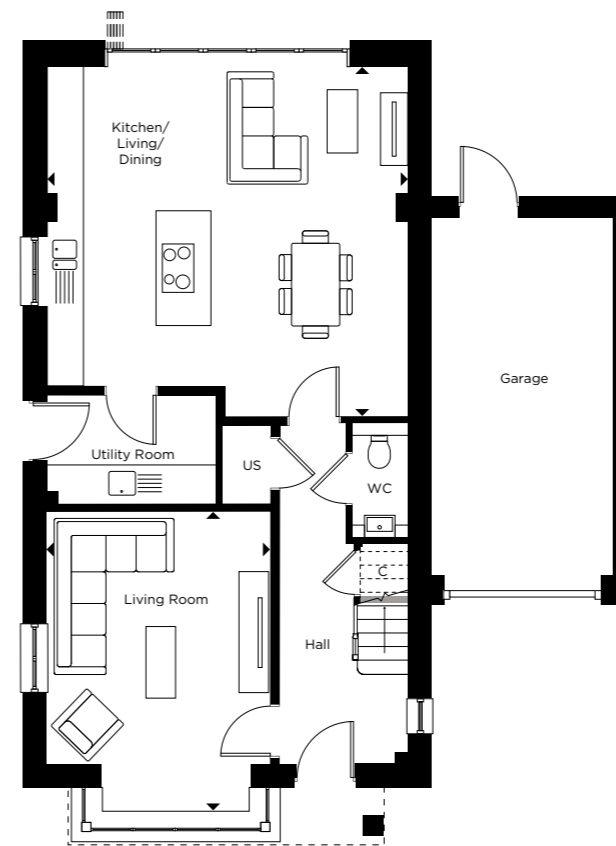 Kitchen/
Living/
Dining
Garage
Utility Room
US
WC
Living Room
C
Hall